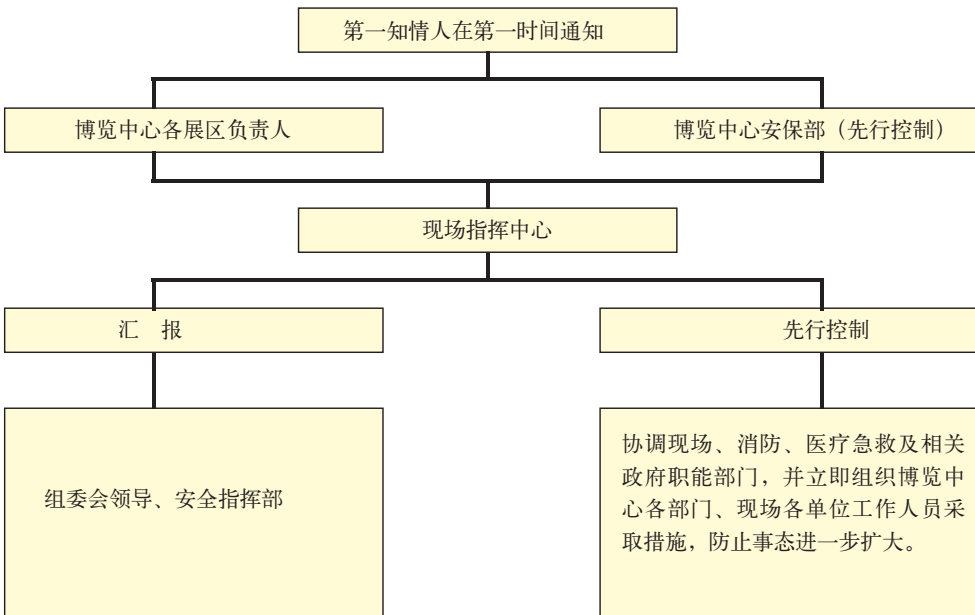 第一知情人在第一时间通知
博览中心各展区负责人
博览中心安保部（先行控制）
现场指挥中心
汇　报
先行控制
组委会领导、安全指挥部
协调现场、消防、医疗急救及相关
政府职能部门，并立即组织博览中
心各部门、现场各单位工作人员采
取措施，防止事态进一步扩大。